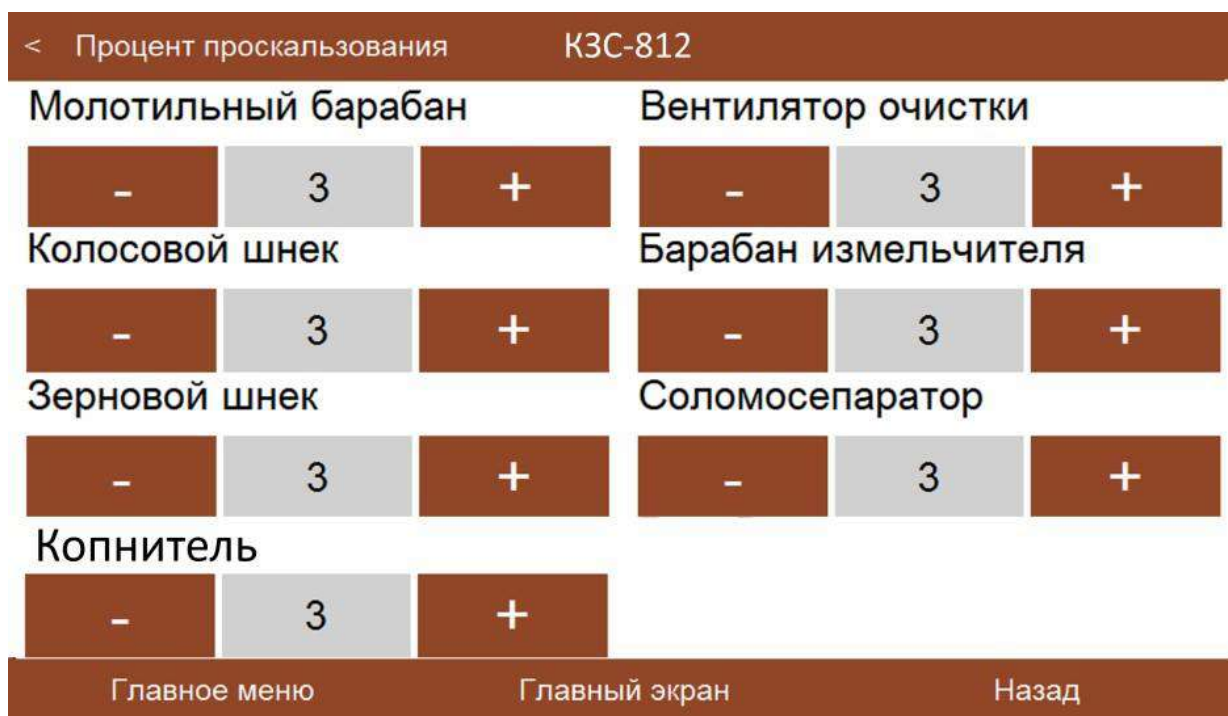 < Процент проскальзования КЗС-812
Молотильный барабан Вентилятор очистки
- 3 + - 3 +
Колосовой шнек Барабан измельчителя
- 3 + - 3 +
Зерновой шнек Соломосепаратор
- 3 + - 3 +
Копнитель
- 3 +
Главное меню Главный экран Назад